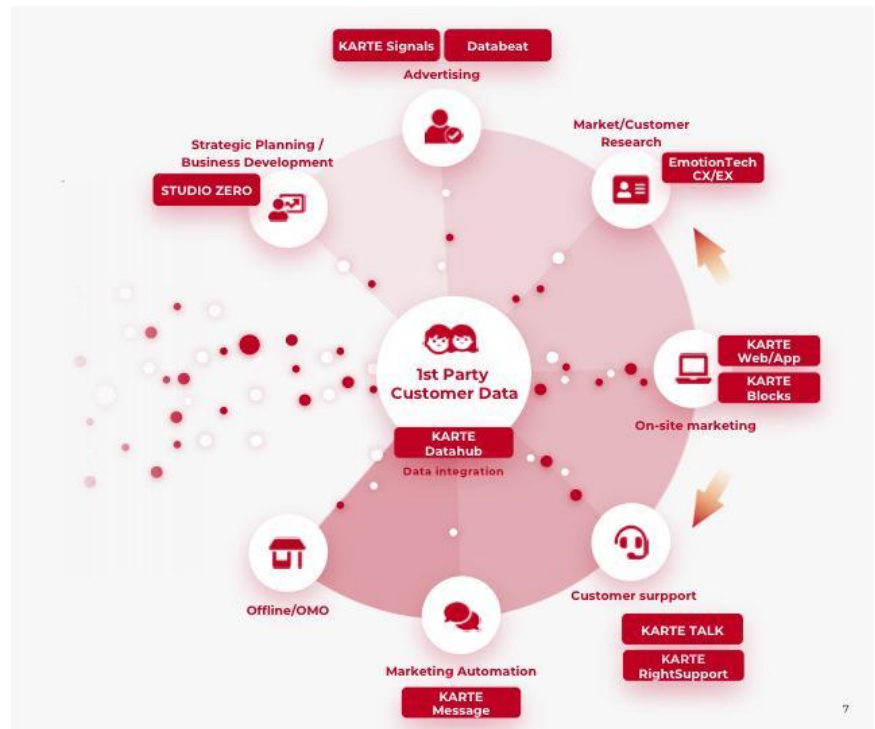 KARTE Signals
Databeat
Advertising
Strategic Planning /
Business Development
STUDIO ZERO
Market/Customer
Research
EmotionTech
CX/EX
1st Party
Customer Data
KARTE
Datahub
Data integration
KARTE
Web/App
KARTE
Blocks
On-site marketing
Offline/OMO
Customer surpport
KARTE TALK
KARTE
RightSupport
Marketing Automation
KARTE
Message
7